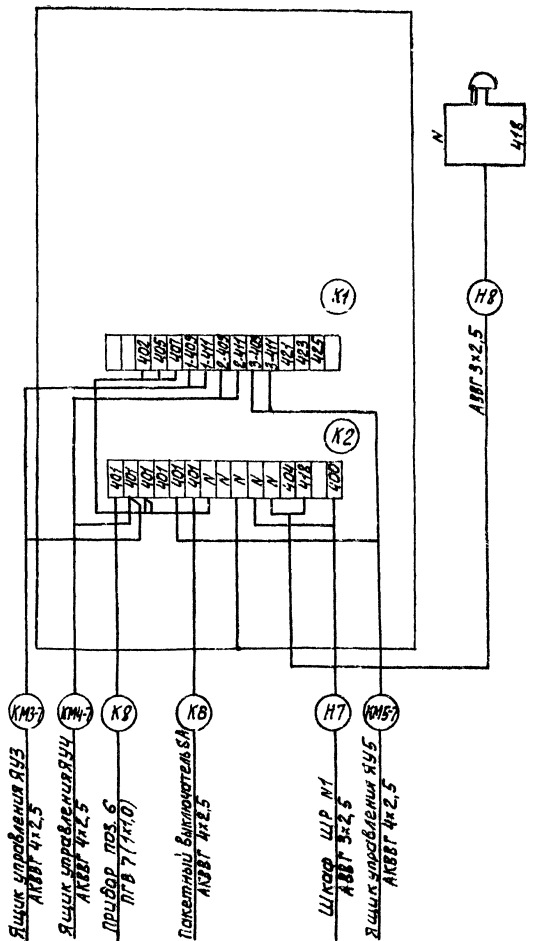 N
418
К1
Н8
АВВГ 3×2,5
402
405
407
1-409
1-411
2-409
2-411
3-409
3-411
421
423
425
К2
401
401
401
401
401
401
N
N
N
N
N
404
418
400
КМ3-7
КМ4-7
К8
КВ
Н7
КМ5-7
Ящик управления ЯУ3
АКВВГ 4×2,5
Ящик управления ЯУ4
АКВВГ 4×2,5
Прибор поз. 6
ПГВ 7(1×1,0)
Пакетный выключатель SA
АКВВГ 4×2,5
Шкаф ШР N1
АВВГ 3×2,5
Ящик управления ЯУ5
АКВВГ 4×2,5